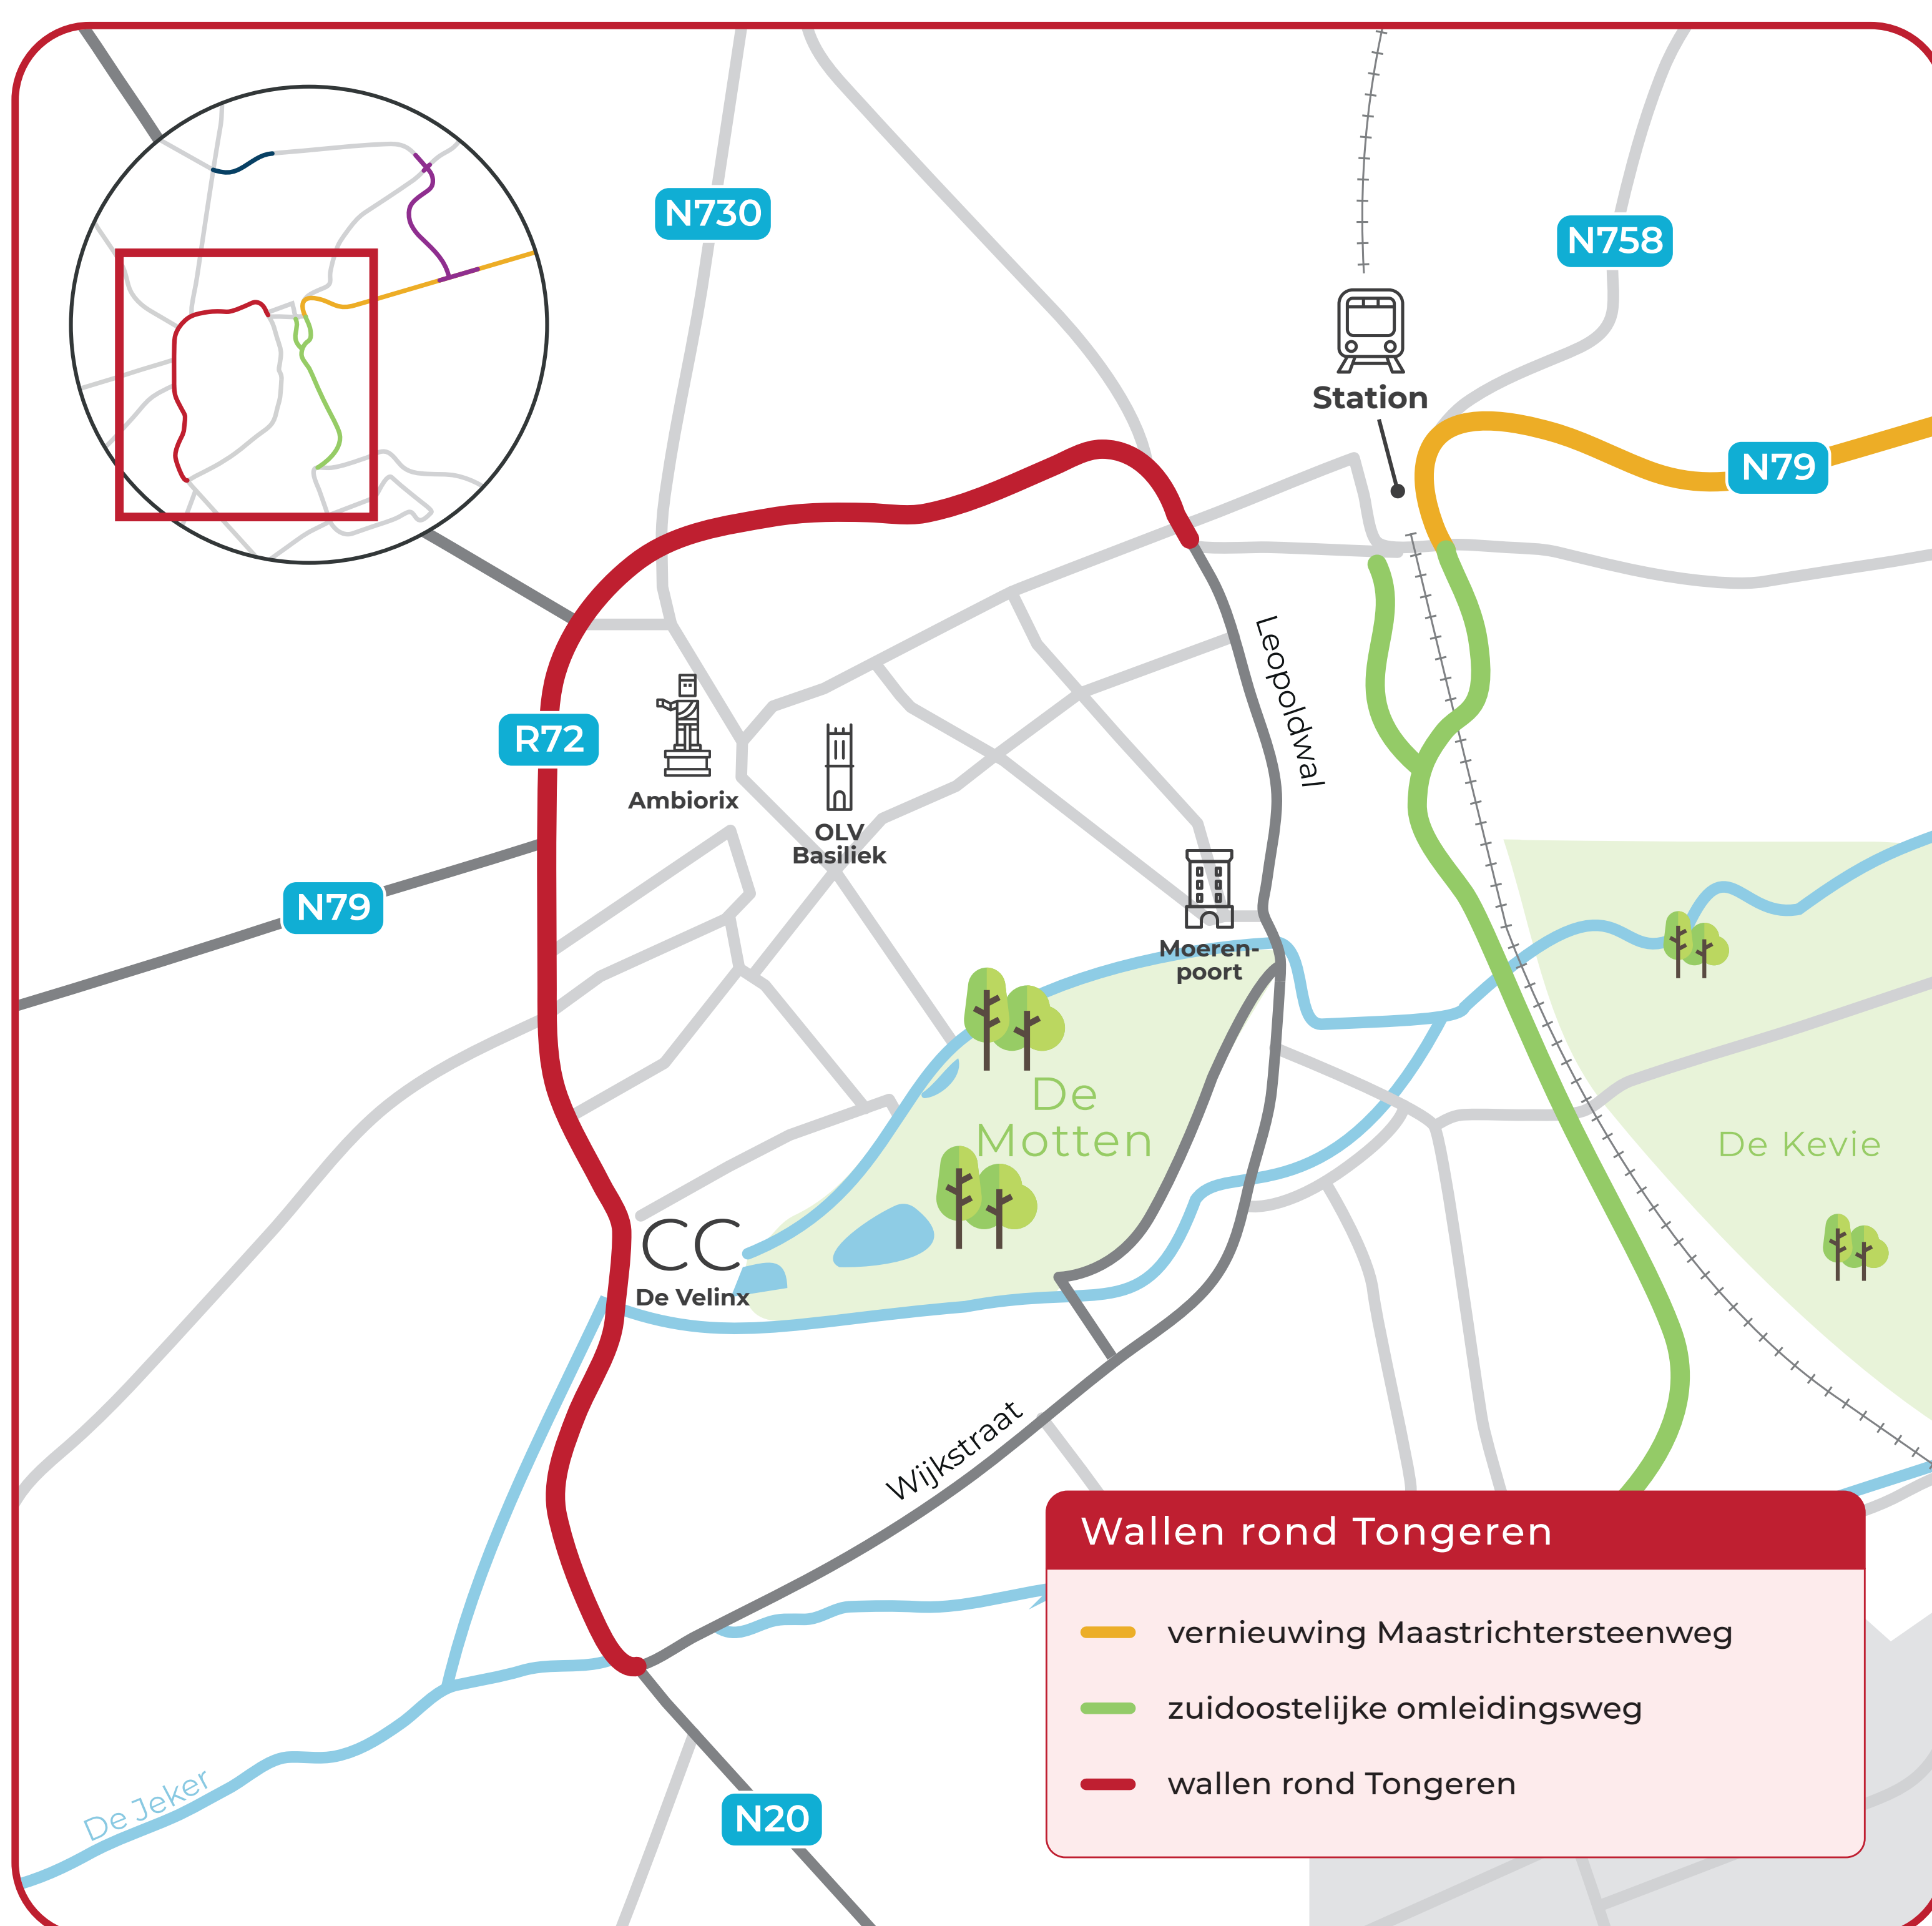 N730
N758
Station
N79
Leopoldwal
R72
Ambiorix
OLV
Basiliek
N79
Moeren-
poort
De
Motten
De Kevie
CC
De Velinx
Wijkstraat
Wallen rond Tongeren
vernieuwing Maastrichtersteenweg
zuidoostelijke omleidingsweg
wallen rond Tongeren
De Jeker
N20